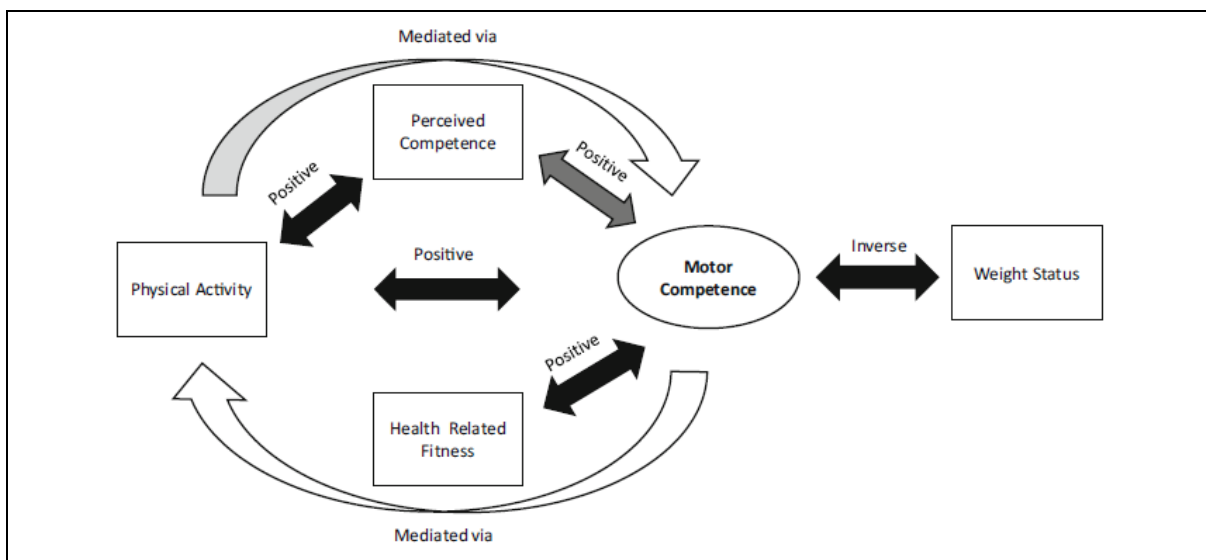 Mediated via
Perceived
Competence
Positive
Positive
Positive
Physical Activity
Motor
Competence
Inverse
Weight Status
Positive
Health Related
Fitness
Mediated via